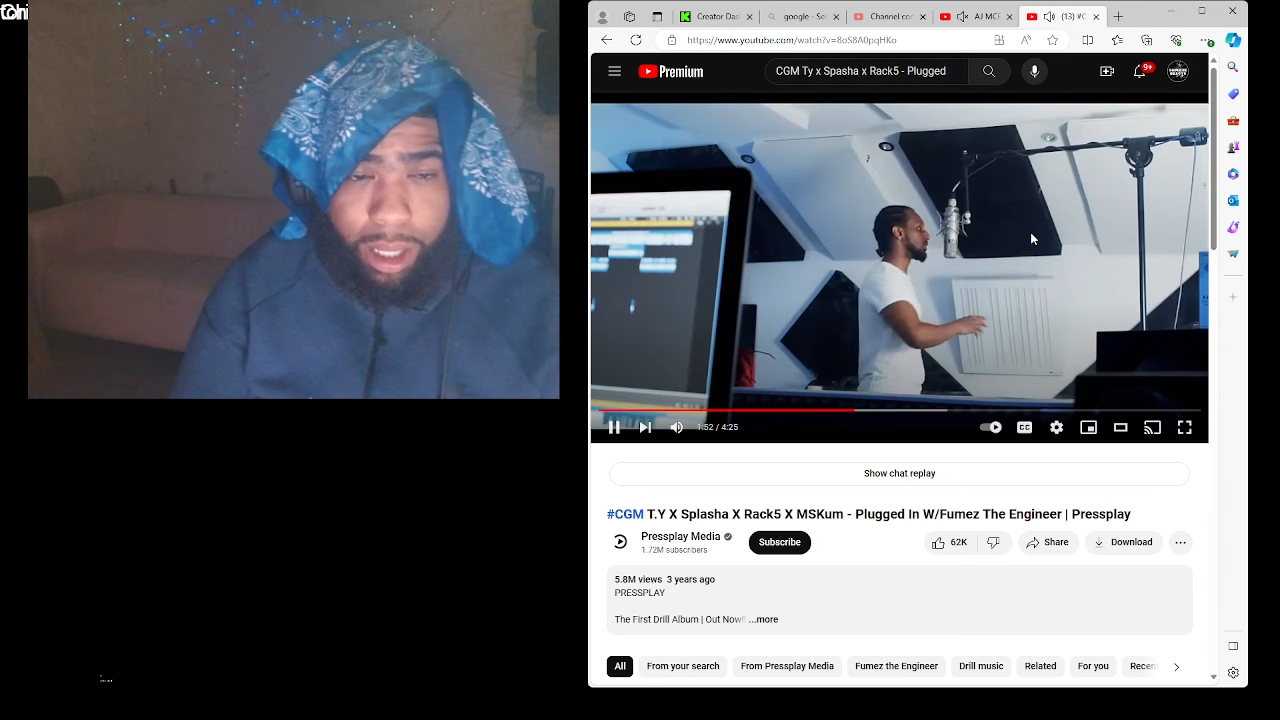 Creator Das
google - Se
Channel con
AJ MCF
(13) #C
https://www.youtube.com/watch?v=8oS8A0pqHKo
Premium
CGM Ty x Spasha x Rack5 - Plugged
9+
1:52 / 4:25
CC
Show chat replay
#CGM T.Y X Splasha X Rack5 X MSKum - Plugged In W/Fumez The Engineer | Pressplay
Pressplay Media
1.72M subscribers
Subscribe
62K
Share
Download
5.8M views 3 years ago
PRESSPLAY
The First Drill Album | Out Now!! ...more
All
From your search
From Pressplay Media
Fumez the Engineer
Drill music
Related
For you
Recen